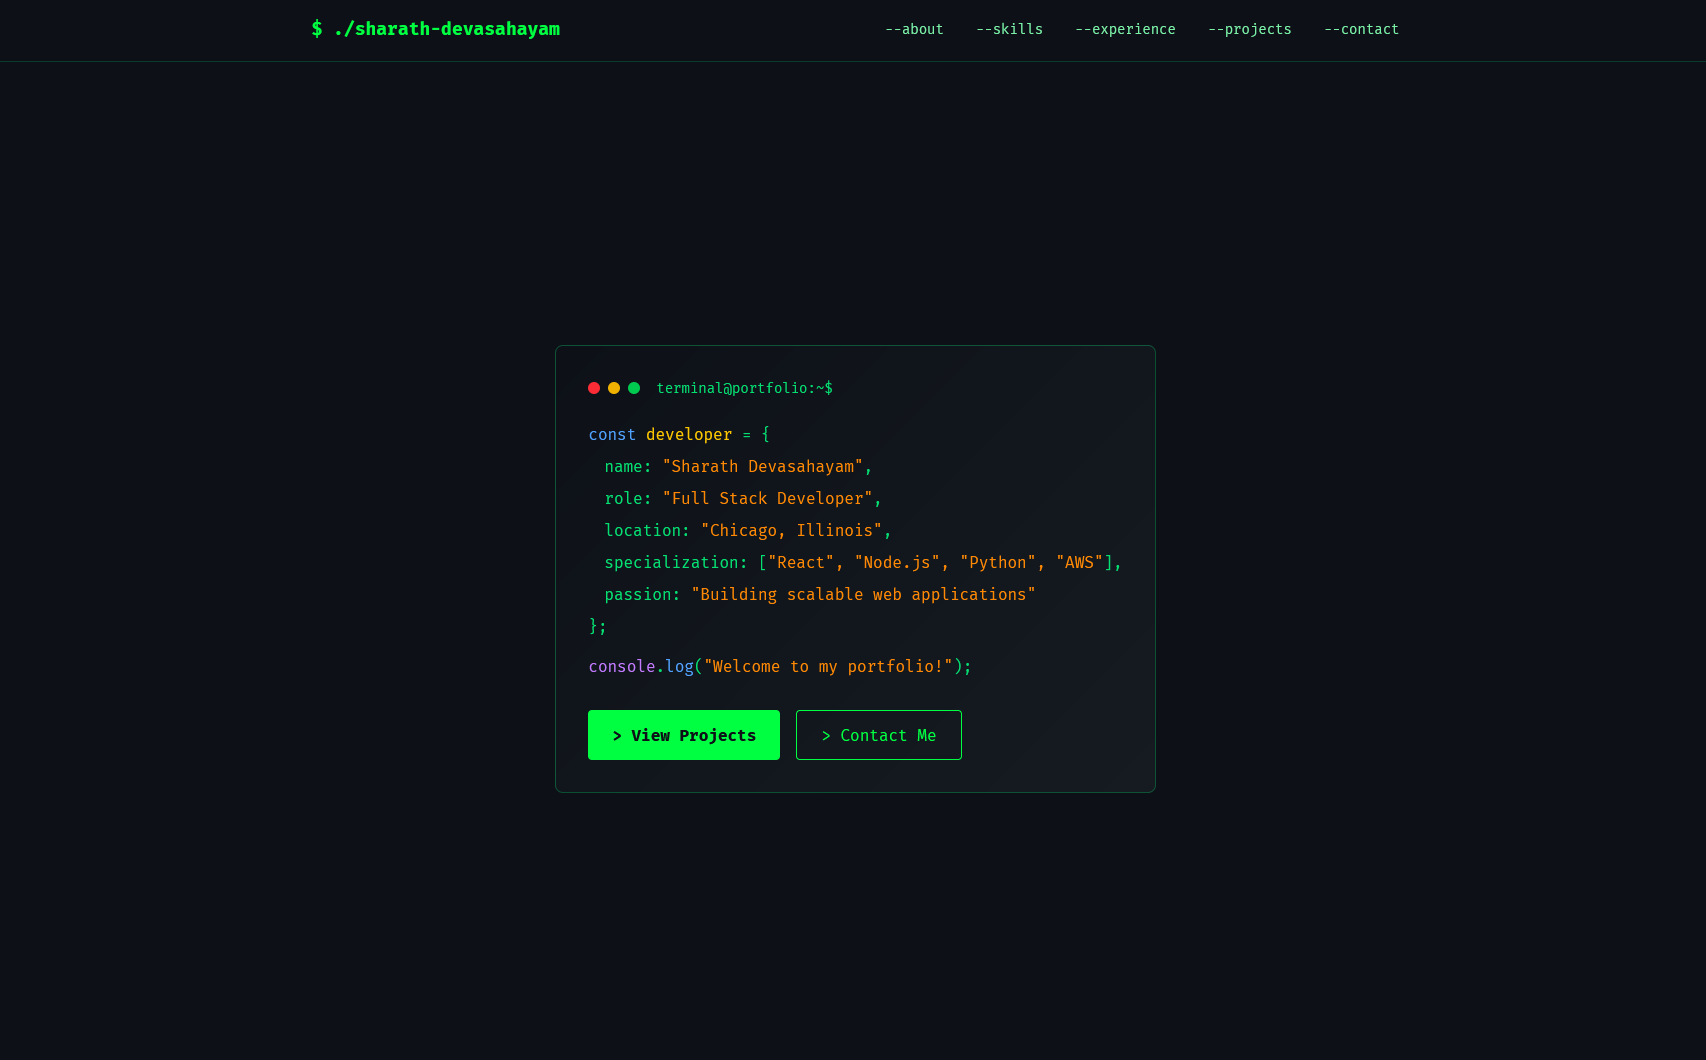 $ ./sharath-devasahayam
--about --skills --experience --projects --contact
terminal@portfolio:~$
const developer = {
name: "Sharath Devasahayam",
role: "Full Stack Developer",
location: "Chicago, Illinois",
specialization: ["React", "Node.js", "Python", "AWS"],
passion: "Building scalable web applications"
};
console.log("Welcome to my portfolio!");
> View Projects
> Contact Me